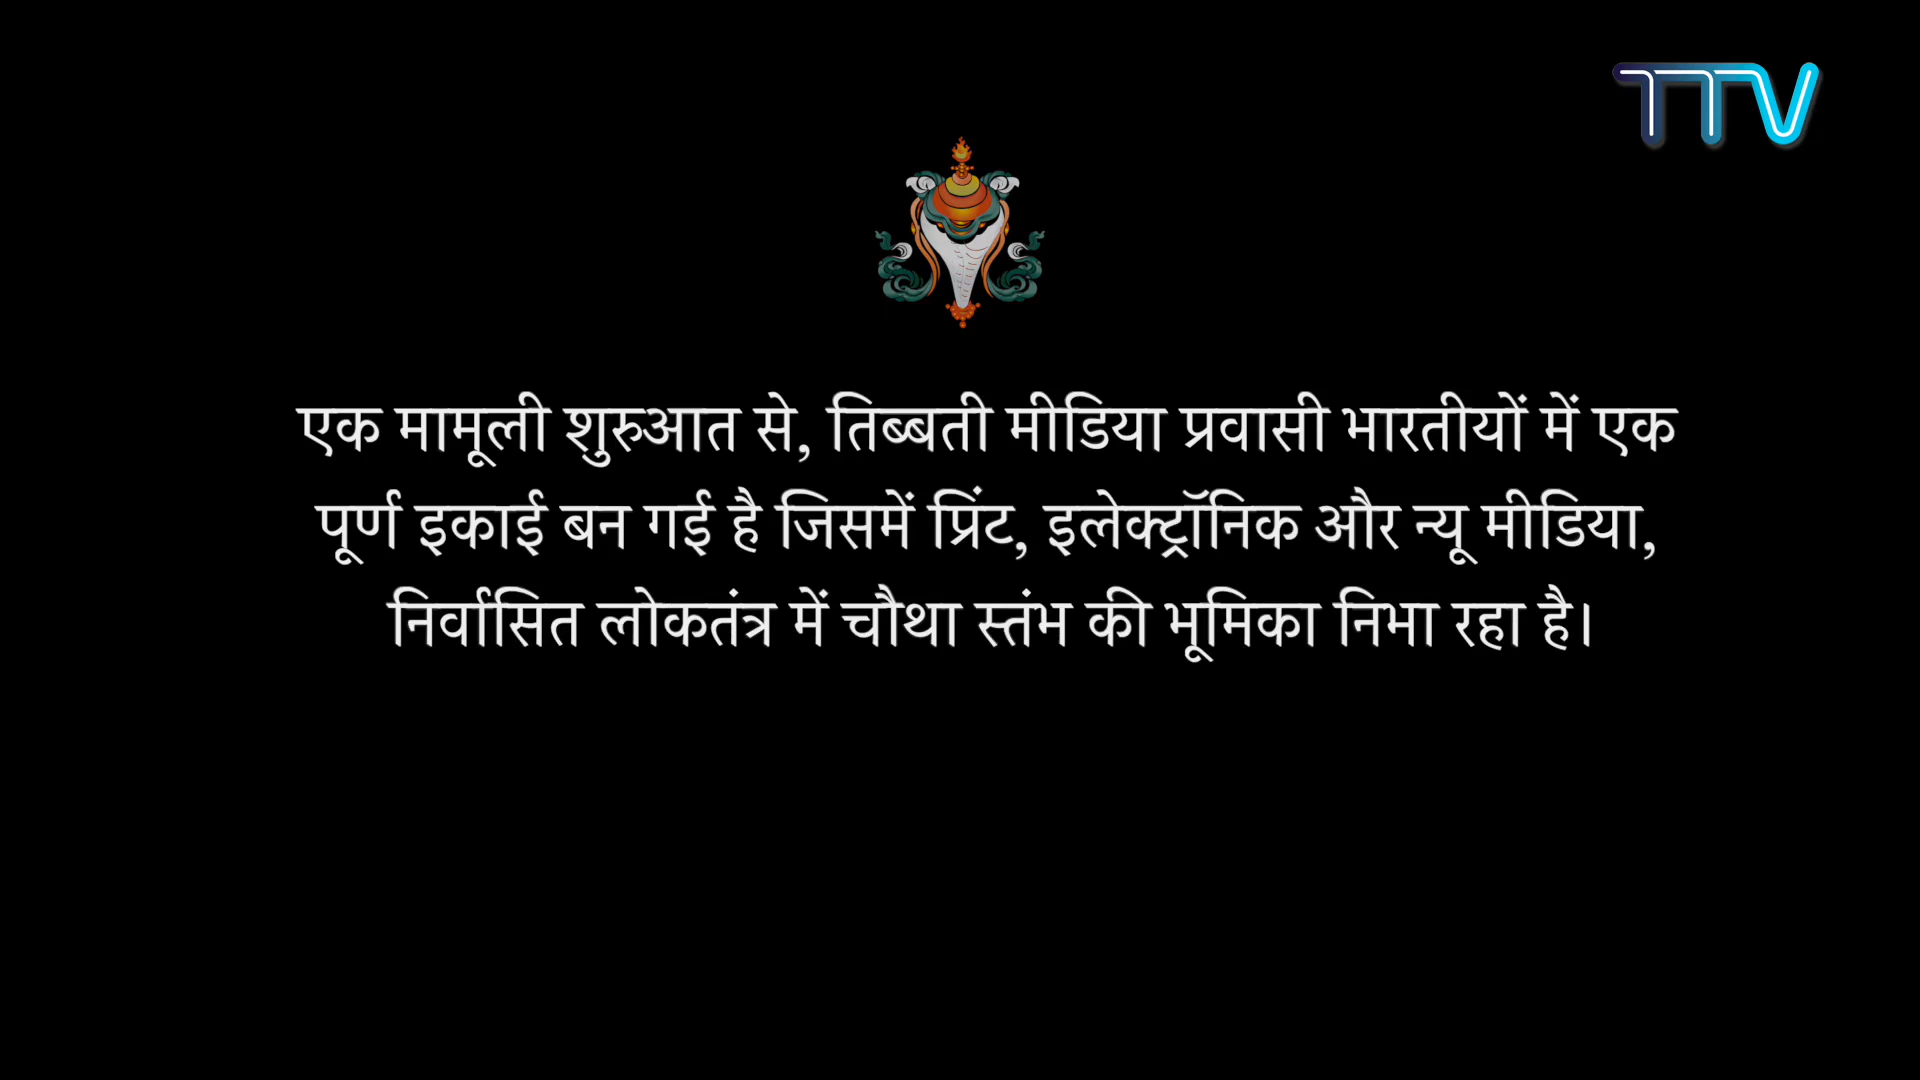 TTV
एक मामूली शुरुआत से, तिब्बती मीडिया प्रवासी भारतीयों में एक
पूर्ण इकाई बन गई है जिसमें प्रिंट, इलेक्ट्रॉनिक और न्यू मीडिया,
निर्वासित लोकतंत्र में चौथा स्तंभ की भूमिका निभा रहा है।